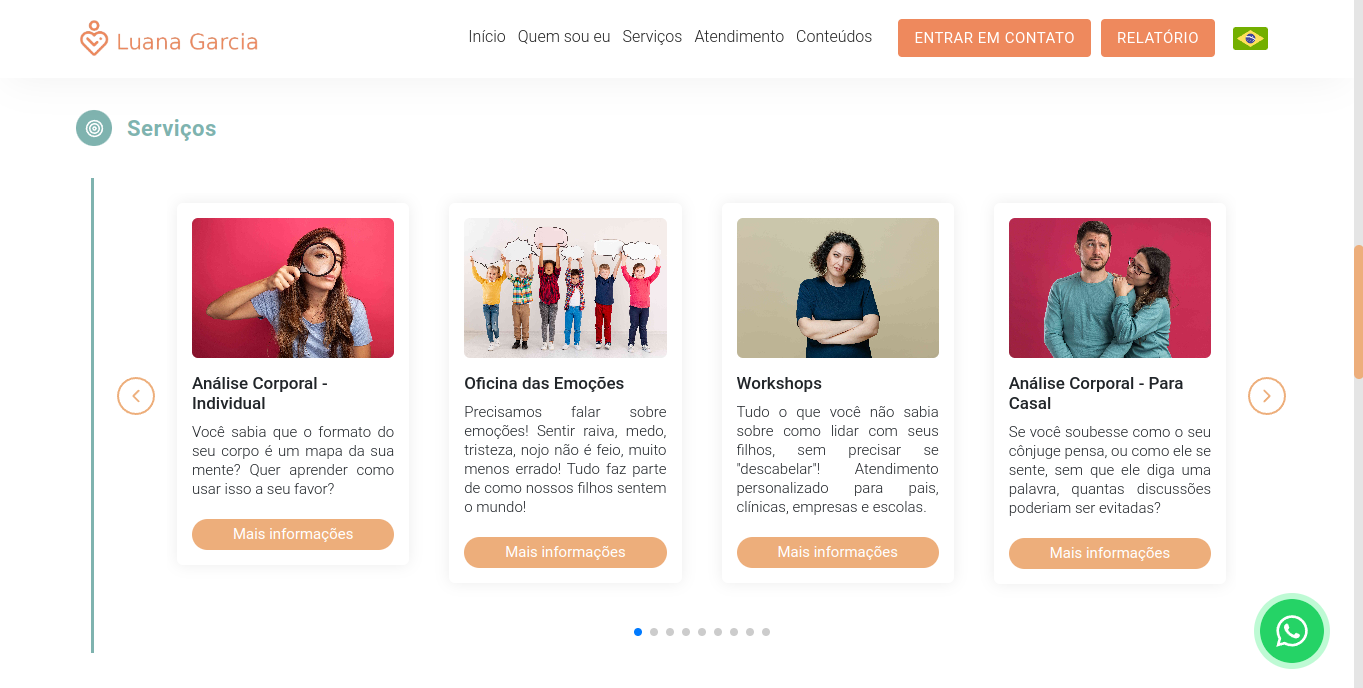 Luana Garcia
Início Quem sou eu Serviços Atendimento Conteúdos ENTRAR EM CONTATO RELATÓRIO
Serviços
Análise Corporal -
Individual
Você sabia que o formato do
seu corpo é um mapa da sua
mente? Quer aprender como
usar isso a seu favor?
Mais informações
Oficina das Emoções
Precisamos falar sobre
emoções! Sentir raiva, medo,
tristeza, nojo não é feio, muito
menos errado! Tudo faz parte
de como nossos filhos sentem
o mundo!
Mais informações
Workshops
Tudo o que você não sabia
sobre como lidar com seus
filhos, sem precisar se
"descabelar"! Atendimento
personalizado para pais,
clínicas, empresas e escolas.
Mais informações
Análise Corporal - Para
Casal
Se você soubesse como o seu
cônjuge pensa, ou como ele se
sente, sem que ele diga uma
palavra, quantas discussões
poderiam ser evitadas?
Mais informações